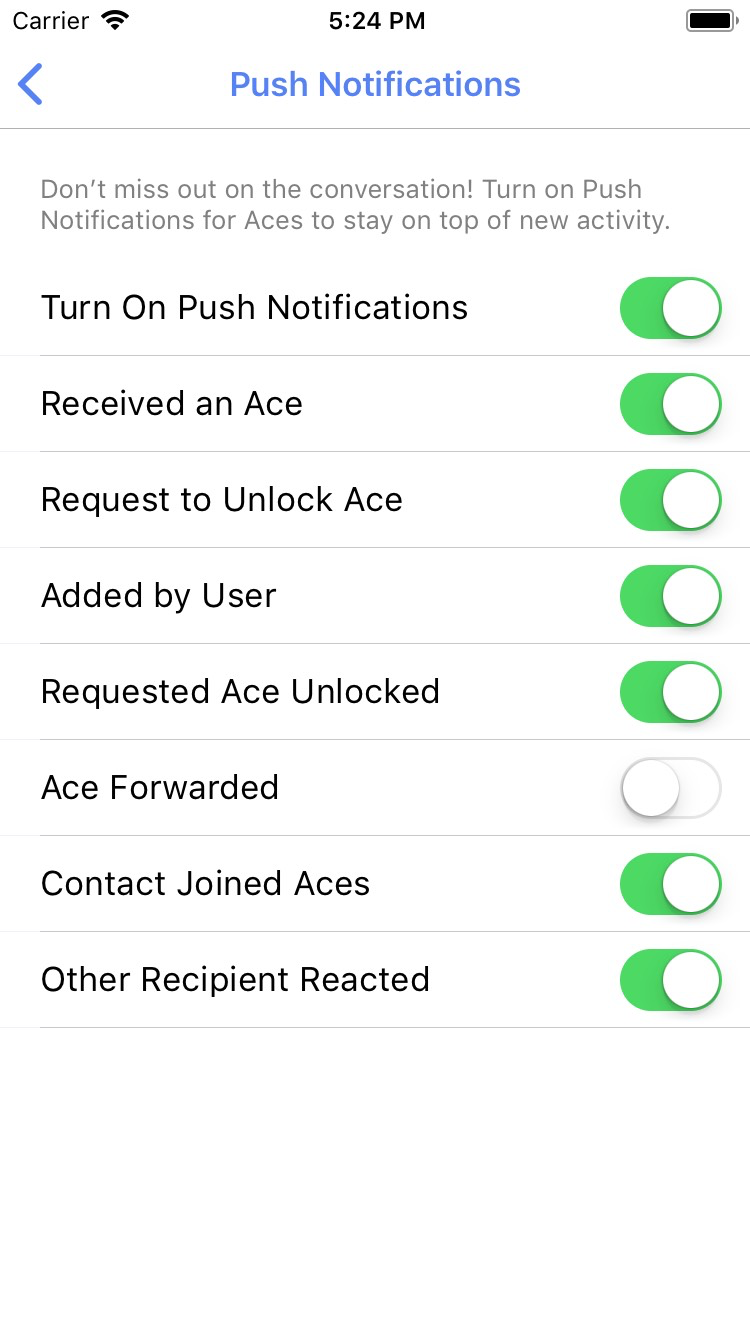 Carrier 5:24 PM
Push Notifications
Don’t miss out on the conversation! Turn on Push
Notifications for Aces to stay on top of new activity.
Turn On Push Notifications
Received an Ace
Request to Unlock Ace
Added by User
Requested Ace Unlocked
Ace Forwarded
Contact Joined Aces
Other Recipient Reacted